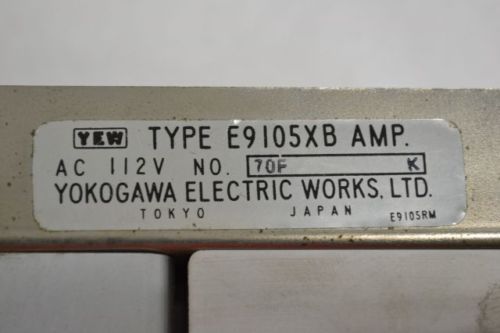 YEW TYPE E9105XB AMP.
AC 112V NO. 70F K
YOKOGAWA ELECTRIC WORKS, LTD.
TOKYO JAPAN E9105RM